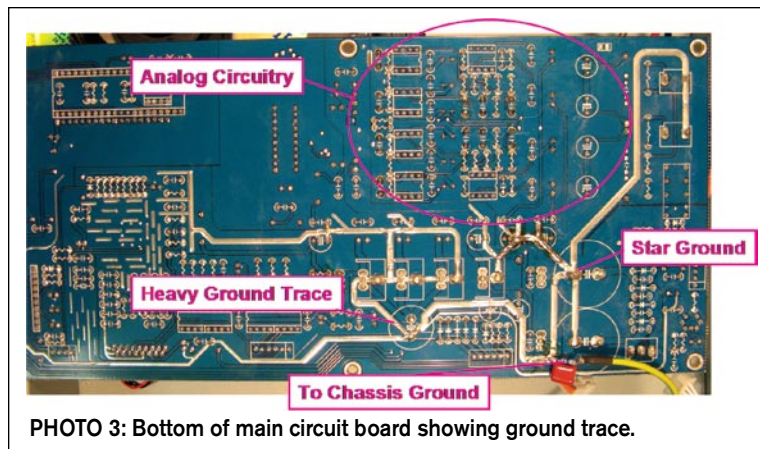 Analog Circuitry
Star Ground
Heavy Ground Trace
To Chassis Ground
PHOTO 3: Bottom of main circuit board showing ground trace.